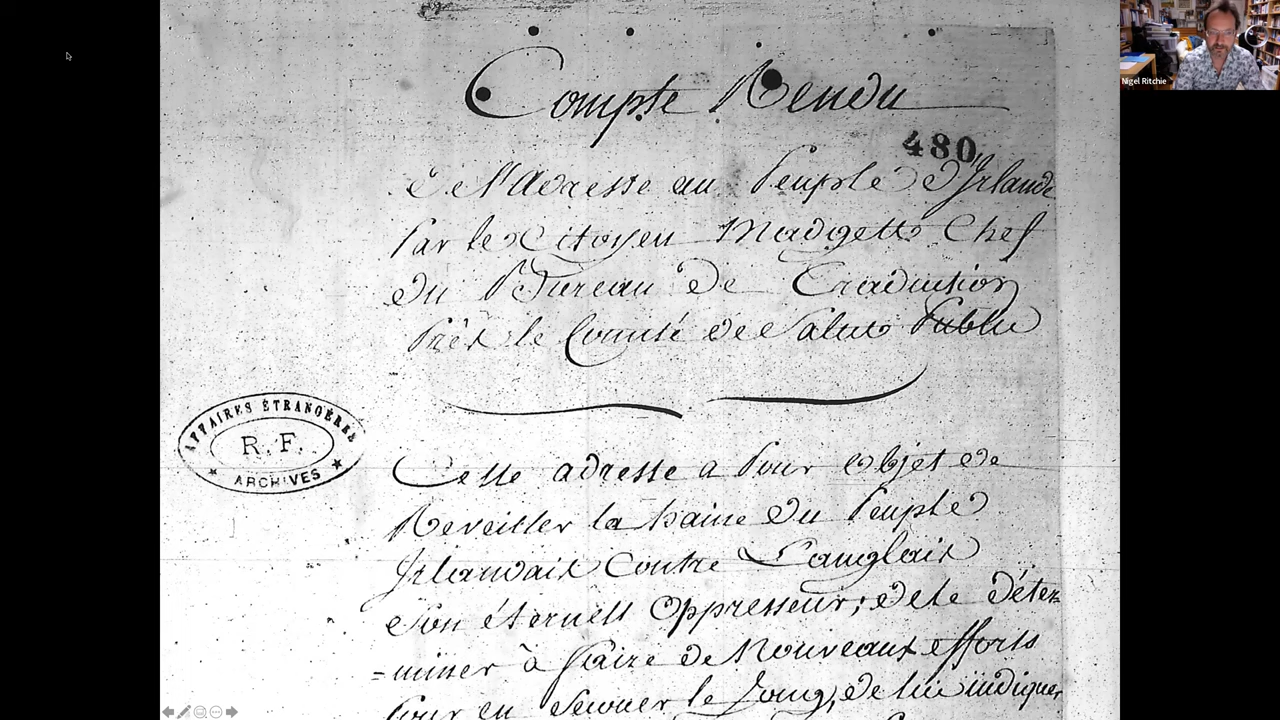 Compte Rendu
480
De l'Adresse au Peuple d'Irlande
Par le Citoyen Madgett Chef
du Bureau de Traduction
Près le Comité de Salut Public
AFFAIRES ÉTRANGÈRES
R. F.
ARCHIVES
Cette adresse a Pour Objet de
Reveiller la haine du Peuple
Irlandais Contre L'anglais
Son éternell Oppresseur; de le déter
=miner à faire de Nouveaux efforts
Pour en Secouer le Joug, de lui indiquer
Nigel Ritchie